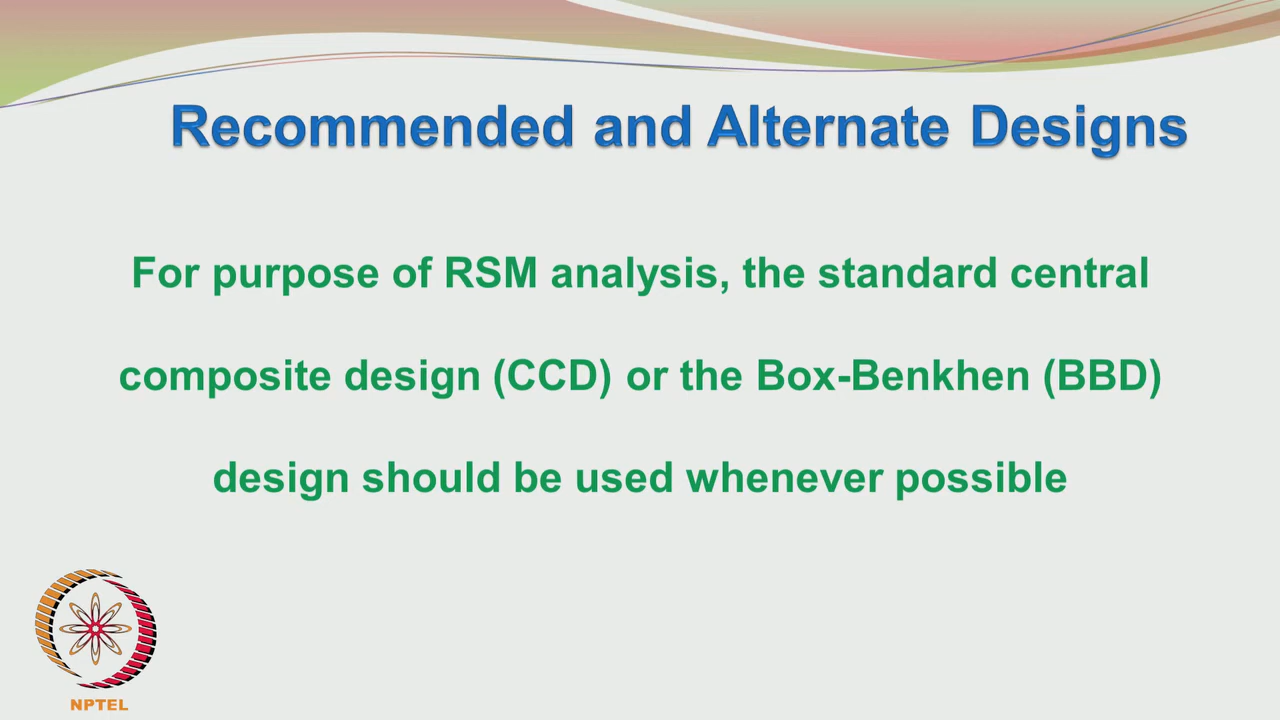 Recommended and Alternate Designs
For purpose of RSM analysis, the standard central
composite design (CCD) or the Box-Benkhen (BBD)
design should be used whenever possible
NPTEL